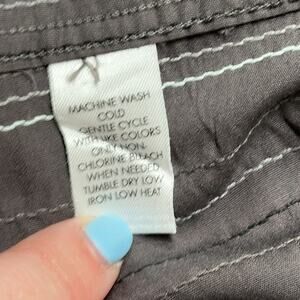 MACHINE WASH
COLD
GENTLE CYCLE
WITH LIKE COLORS
ONLY NON-
CHLORINE BLEACH
WHEN NEEDED
TUMBLE DRY LOW
IRON LOW HEAT